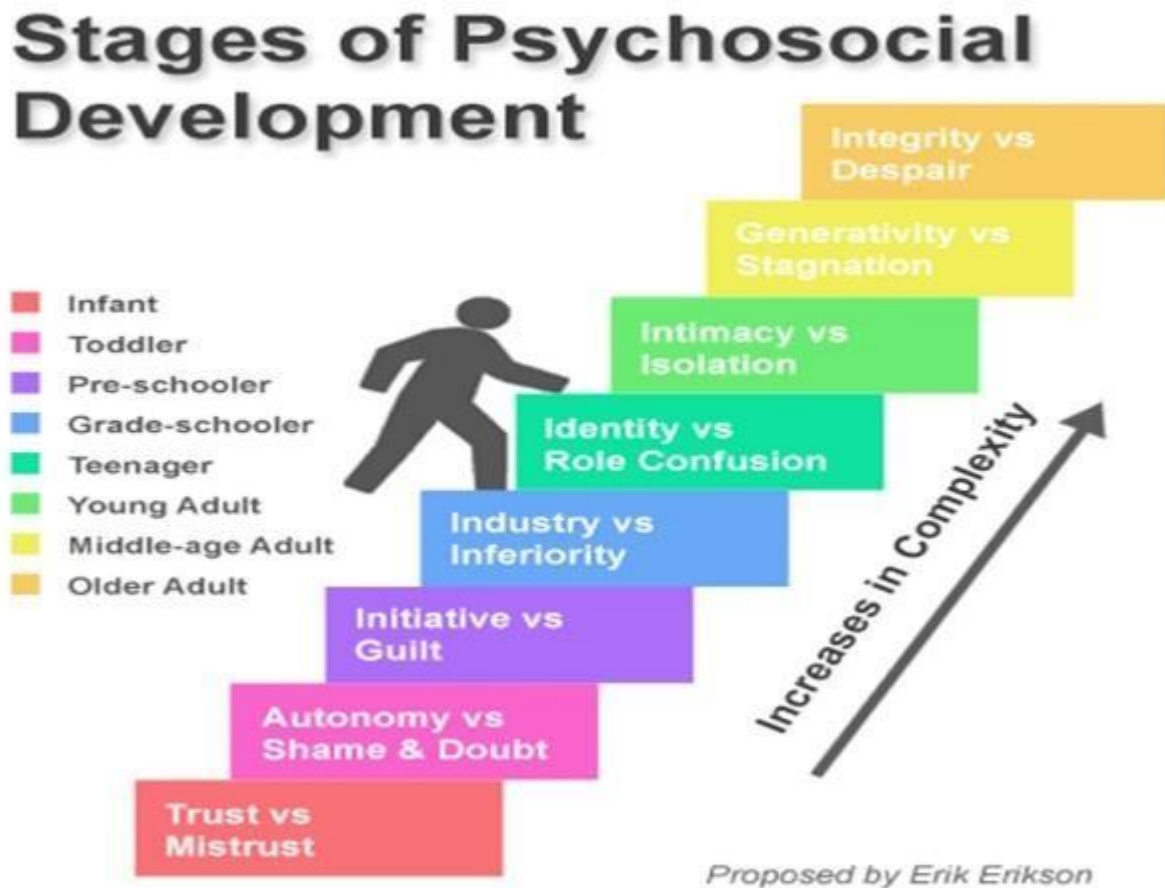 Stages of Psychosocial
Development
Integrity vs
Despair
Generativity vs
Stagnation
Intimacy vs
Isolation
Identity vs
Role Confusion
Industry vs
Inferiority
Initiative vs
Guilt
Autonomy vs
Shame & Doubt
Trust vs
Mistrust
Infant
Toddler
Pre-schooler
Grade-schooler
Teenager
Young Adult
Middle-age Adult
Older Adult
Increases in Complexity
Proposed by Erik Erikson